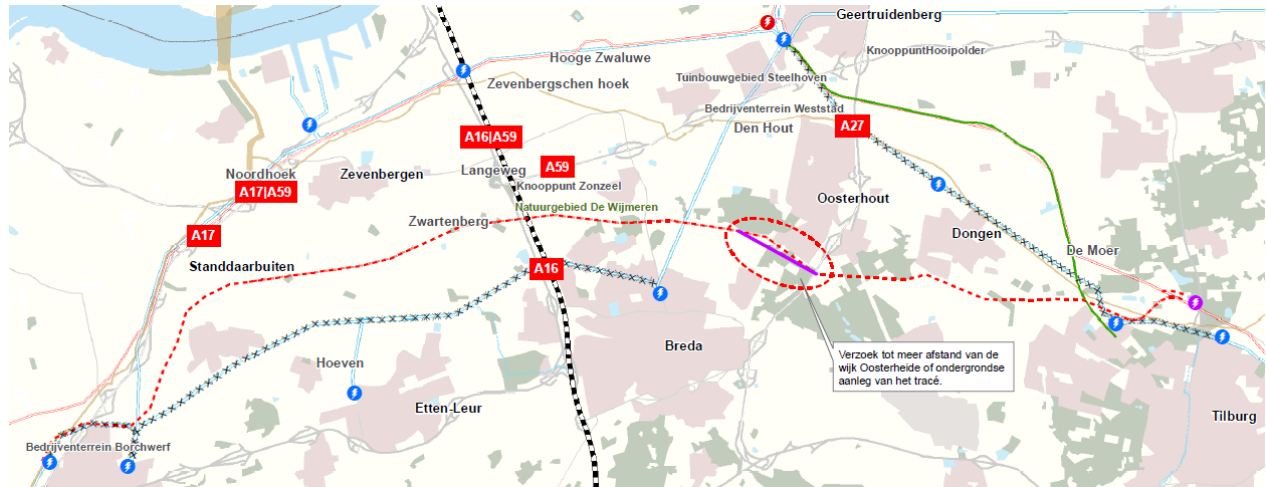 Geertruidenberg
KnooppuntHooipolder
Hooge Zwaluwe
Tuinbouwgebied Steelhoven
Zevenbergschen hoek
Bedrijventerrein Weststad
A27
Den Hout
A16|A59
A59
Noordhoek
Zevenbergen
Langeweg
Knooppunt Zonzeel
A17|A59
Natuurgebied De Wijmeren
Oosterhout
Zwartenberg
A17
Dongen
De Moer
Standdaarbuiten
A16
Breda
Verzoek tot meer afstand van de
wijk Oosterheide of ondergrondse
aanleg van het tracé.
Hoeven
Etten-Leur
Tilburg
Bedrijventerrein Borchwerf